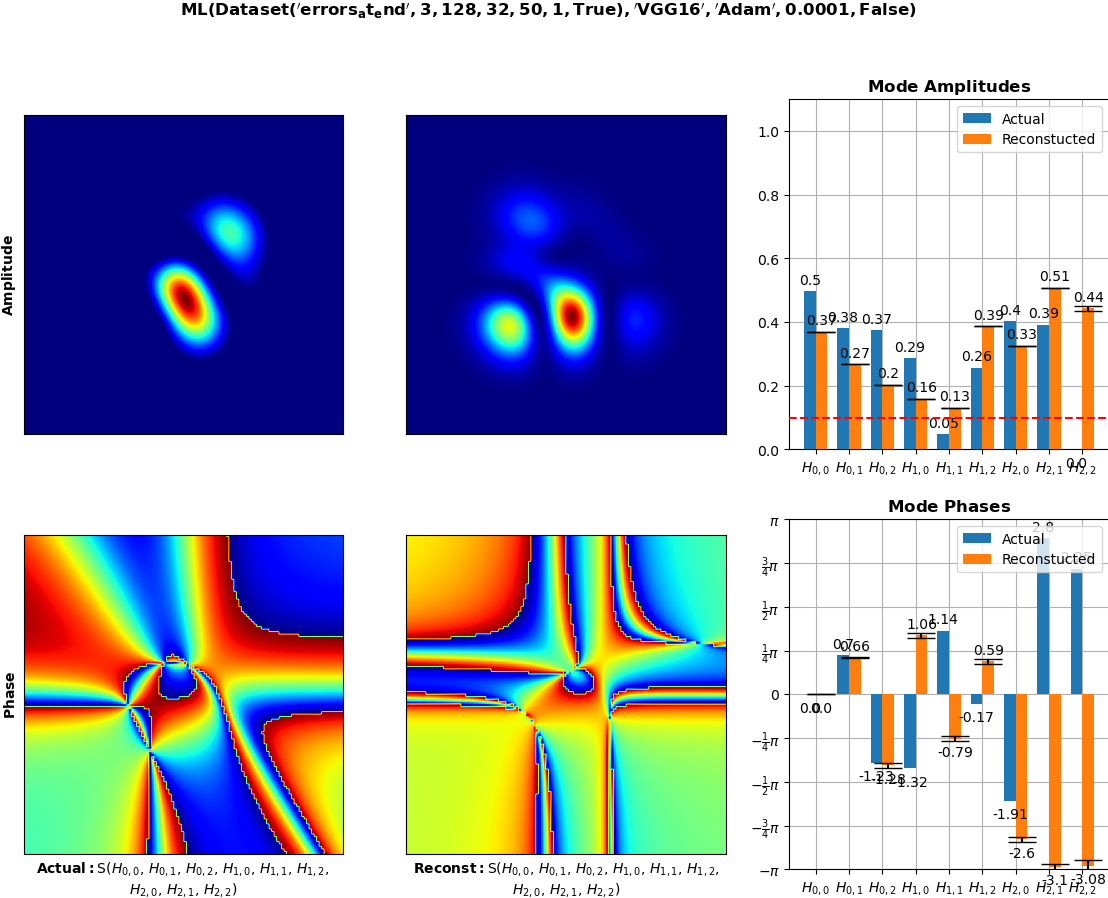 ML(Dataset('errors_at_end', 3, 128, 32, 50, 1, True), 'VGG16', 'Adam', 0.0001, False)
Mode Amplitudes
Amplitude
Actual
Reconstucted
1.0
0.8
0.6
0.4
0.2
0.0
0.5
0.37
0.38
0.27
0.37
0.2
0.29
0.16
0.05
0.13
0.26
0.39
0.4
0.33
0.39
0.51
0.0
0.44
H0,0 H0,1 H0,2 H1,0 H1,1 H1,2 H2,0 H2,1 H2,2
Mode Phases
Phase
Actual
Reconstucted
π
3/4π
1/2π
1/4π
0
−1/4π
−1/2π
−3/4π
−π
0.0
0.0
0.7
0.66
-1.23
-1.28
-1.32
1.06
1.14
-0.79
-0.17
0.59
-1.91
-2.6
2.8
-3.1
-3.08
H0,0 H0,1 H0,2 H1,0 H1,1 H1,2 H2,0 H2,1 H2,2
Actual: S(H0,0, H0,1, H0,2, H1,0, H1,1, H1,2,
H2,0, H2,1, H2,2)
Reconst: S(H0,0, H0,1, H0,2, H1,0, H1,1, H1,2,
H2,0, H2,1, H2,2)